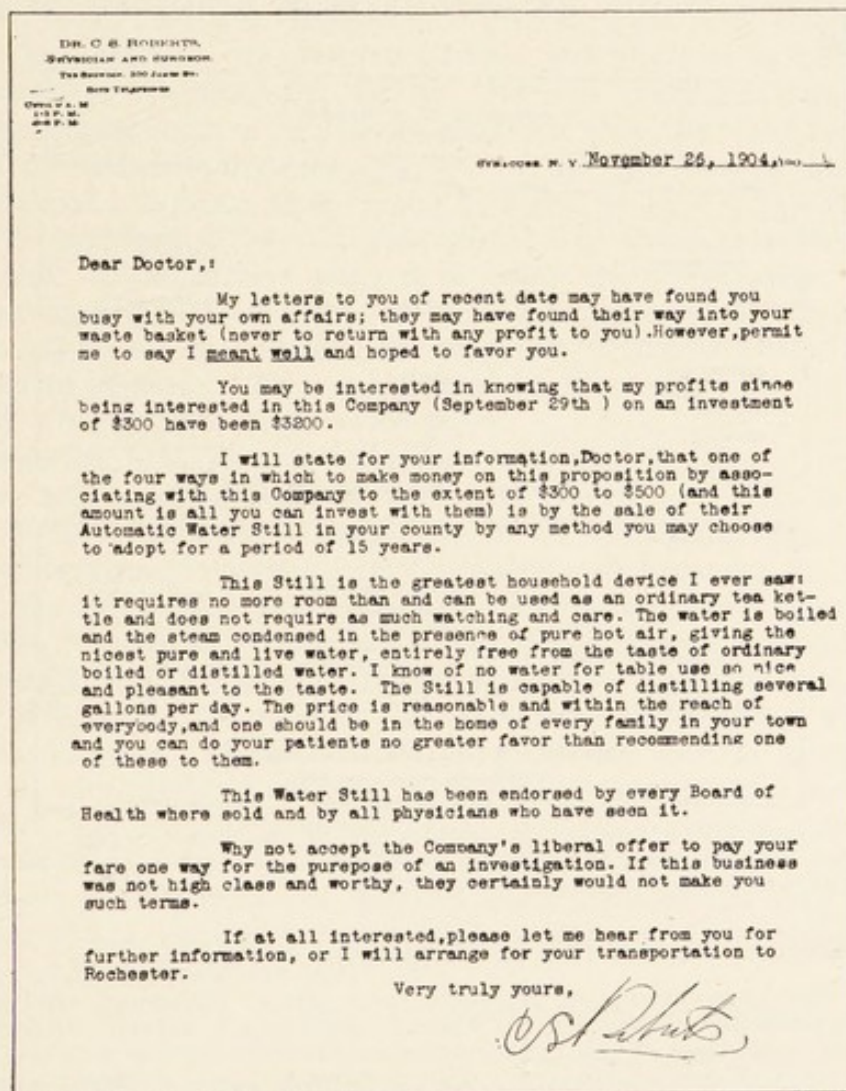 DR. C. S. ROBERTS,
PHYSICIAN AND SURGEON.
BOTH TELEPHONES
1-3 P. M.
SYRACUSE, N. Y. November 26, 1904,
Dear Doctor,:
My letters to you of recent date may have found you
busy with your own affairs; they may have found their way into your
waste basket (never to return with any profit to you).However,permit
me to say I meant well and hoped to favor you.
You may be interested in knowing that my profits since
being interested in this Company (September 29th ) on an investment
of $300 have been $3200.
I will state for your information,Doctor,that one of
the four ways in which to make money on this proposition by asso-
ciating with this Company to the extent of $300 to $500 (and this
amount is all you can invest with them) is by the sale of their
Automatic Water Still in your county by any method you may choose
to adopt for a period of 15 years.
This Still is the greatest household device I ever saw:
it requires no more room than and can be used as an ordinary tea ket-
tle and does not require as much watching and care. The water is boiled
and the steam condensed in the presence of pure hot air, giving the
nicest pure and live water, entirely free from the taste of ordinary
boiled or distilled water. I know of no water for table use so nice
and pleasant to the taste. The Still is capable of distilling several
gallons per day. The price is reasonable and within the reach of
everybody,and one should be in the home of every family in your town
and you can do your patients no greater favor than recommending one
of these to them.
This Water Still has been endorsed by every Board of
Health where sold and by all physicians who have seen it.
Why not accept the Company's liberal offer to pay your
fare one way for the purepose of an investigation. If this business
was not high class and worthy, they certainly would not make you
such terms.
If at all interested,please let me hear from you for
further information, or I will arrange for your transportation to
Rochester.
Very truly yours,
CS Roberts,